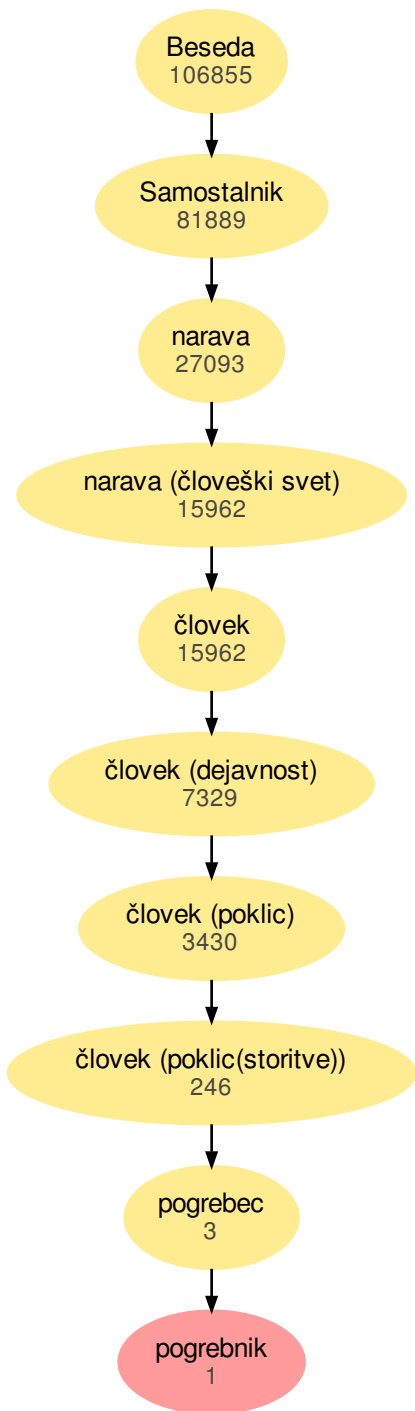 Beseda
106855
Samostalnik
81889
narava
27093
narava (človeški svet)
15962
človek
15962
človek (dejavnost)
7329
človek (poklic)
3430
človek (poklic(storitve))
246
pogrebec
3
pogrebnik
1